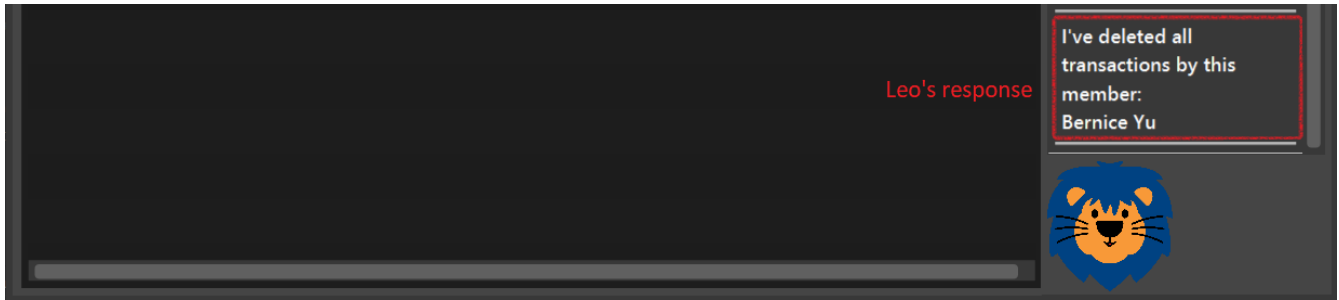 I've deleted all
transactions by this
member:
Bernice Yu
Leo's response